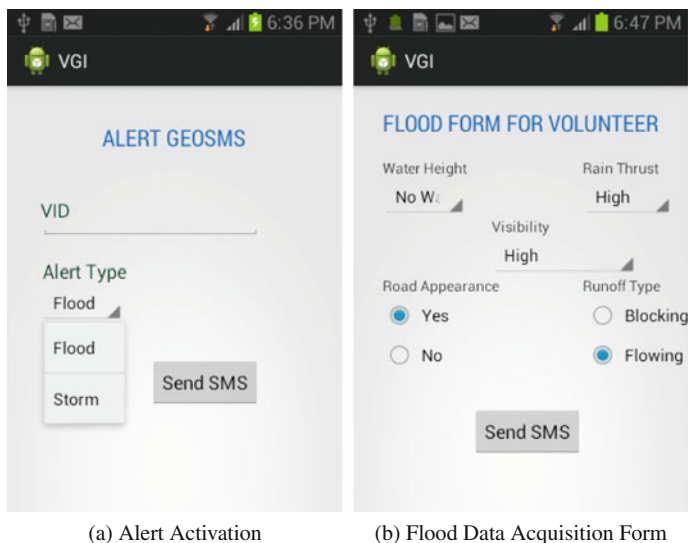 6:36 PM
VGI
ALERT GEOSMS
VID
Alert Type
Flood
Flood
Storm
Send SMS
(a) Alert Activation
6:47 PM
VGI
FLOOD FORM FOR VOLUNTEER
Water Height
Rain Thrust
No
High
Visibility
High
Road Appearance
Runoff Type
Yes
Blocking
No
Flowing
Send SMS
(b) Flood Data Acquisition Form